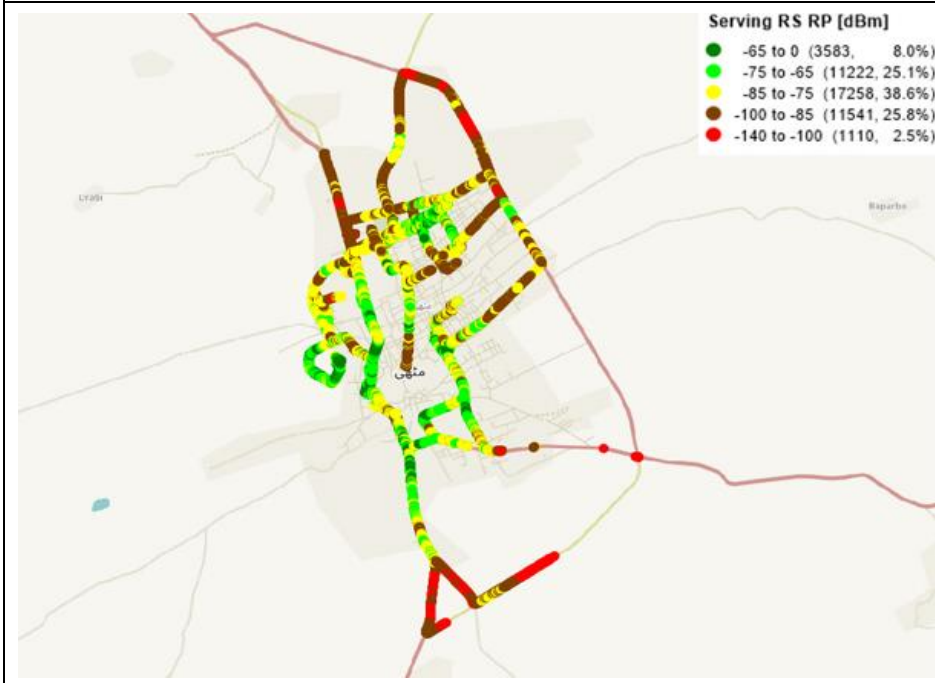 Serving RS RP [dBm]
-65 to 0 (3583, 8.0%)
-75 to -65 (11222, 25.1%)
-85 to -75 (17258, 38.6%)
-100 to -85 (11541, 25.8%)
-140 to -100 (1110, 2.5%)
مٹھی